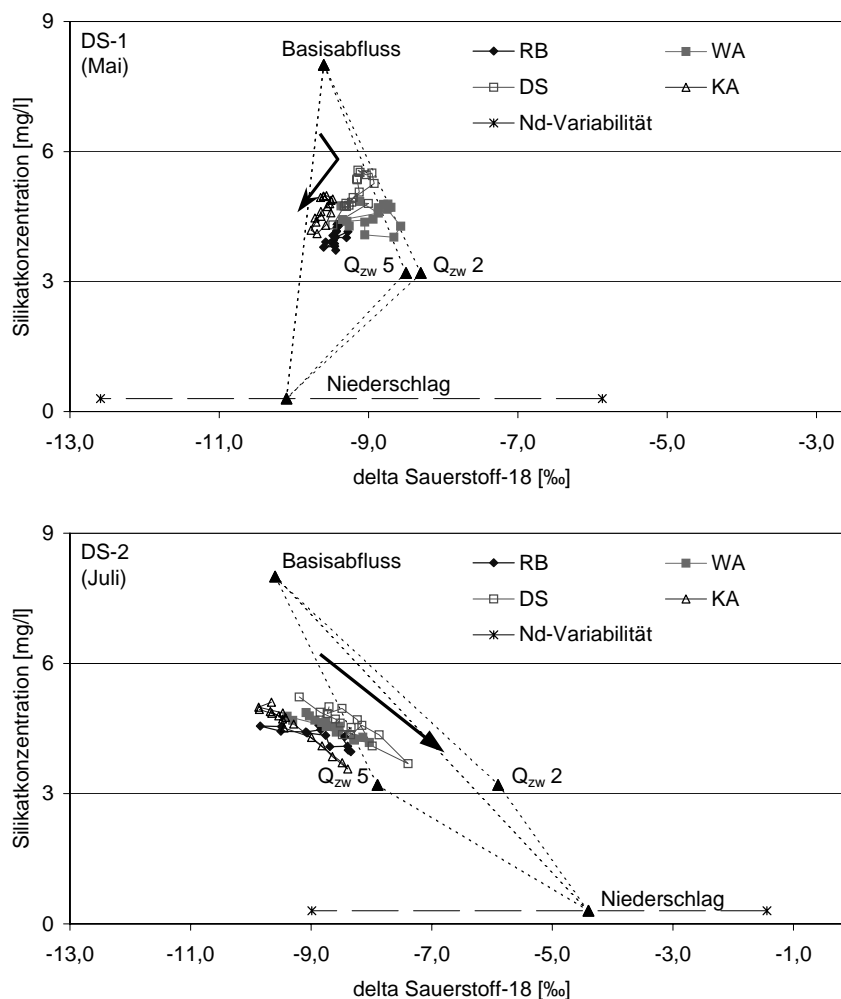 DS-1
(Mai)
Basisabfluss
RB
WA
DS
KA
Nd-Variabilität
Silikatkonzentration [mg/l]
9
6
3
0
Qzw 5
Qzw 2
Niederschlag
-13,0 -11,0 -9,0 -7,0 -5,0 -3,0
delta Sauerstoff-18 [‰]
DS-2
(Juli)
Basisabfluss
RB
WA
DS
KA
Nd-Variabilität
Silikatkonzentration [mg/l]
9
6
3
0
Qzw 5
Qzw 2
Niederschlag
-13,0 -11,0 -9,0 -7,0 -5,0 -3,0 -1,0
delta Sauerstoff-18 [‰]